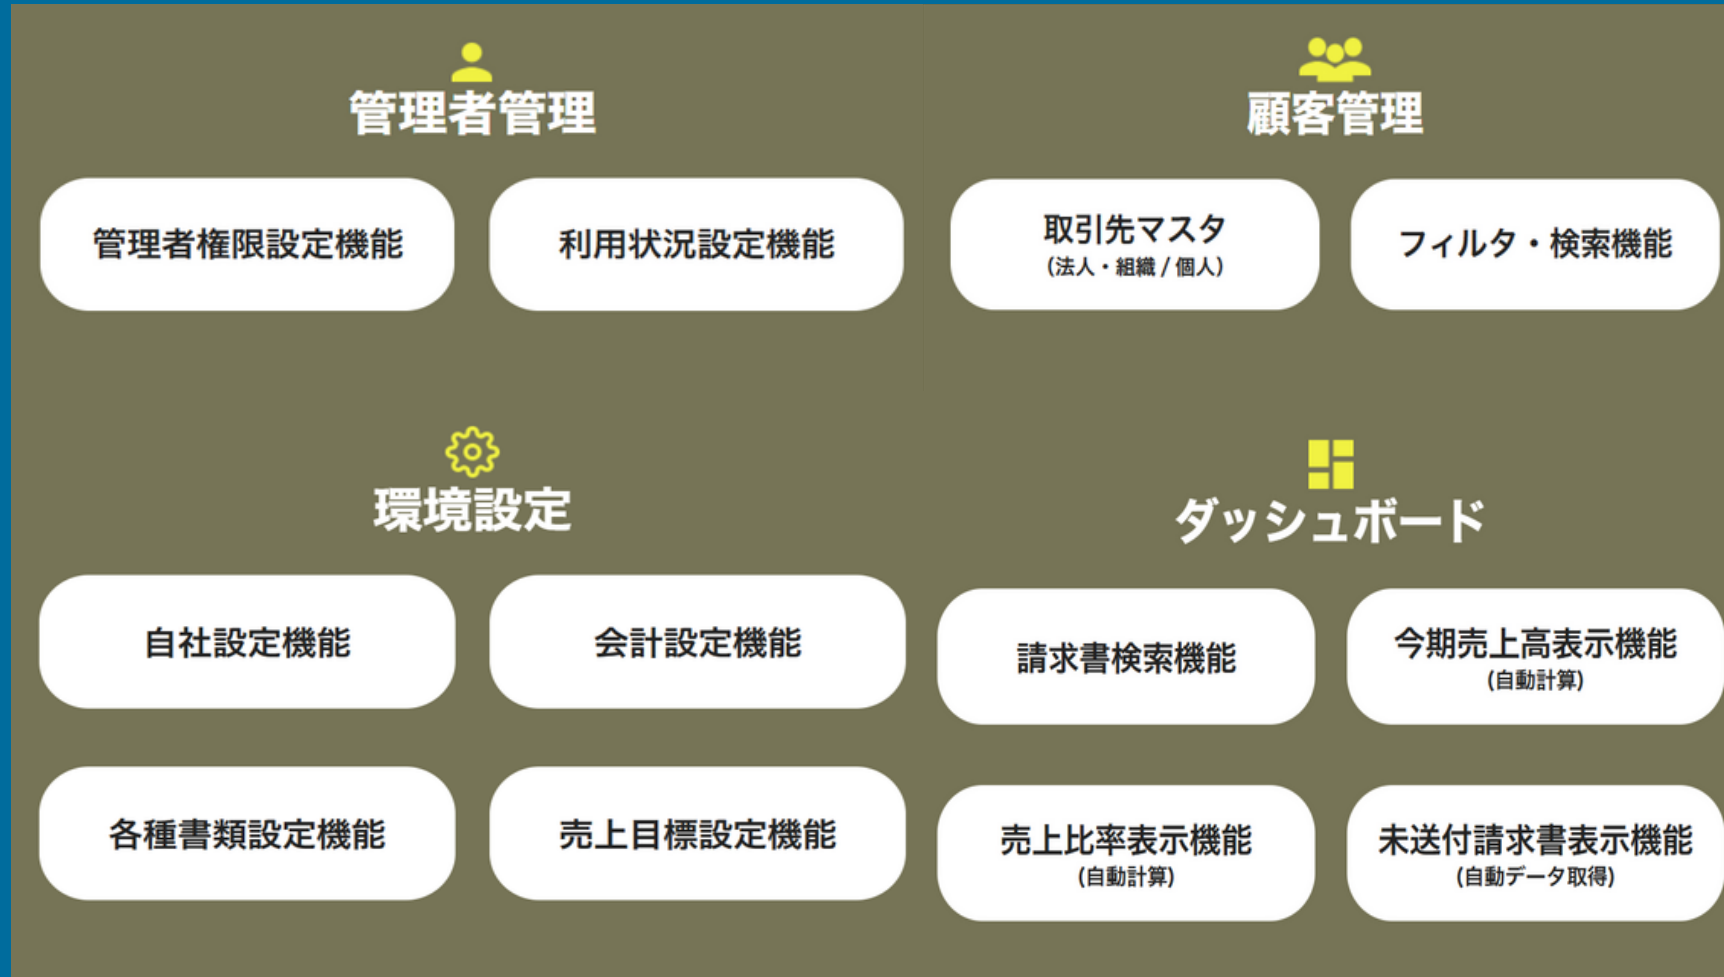 管理者管理
管理者権限設定機能
利用状況設定機能
顧客管理
取引先マスタ
(法人・組織 / 個人)
フィルタ・検索機能
環境設定
自社設定機能
会計設定機能
各種書類設定機能
売上目標設定機能
ダッシュボード
請求書検索機能
今期売上高表示機能
(自動計算)
売上比率表示機能
(自動計算)
未送付請求書表示機能
(自動データ取得)